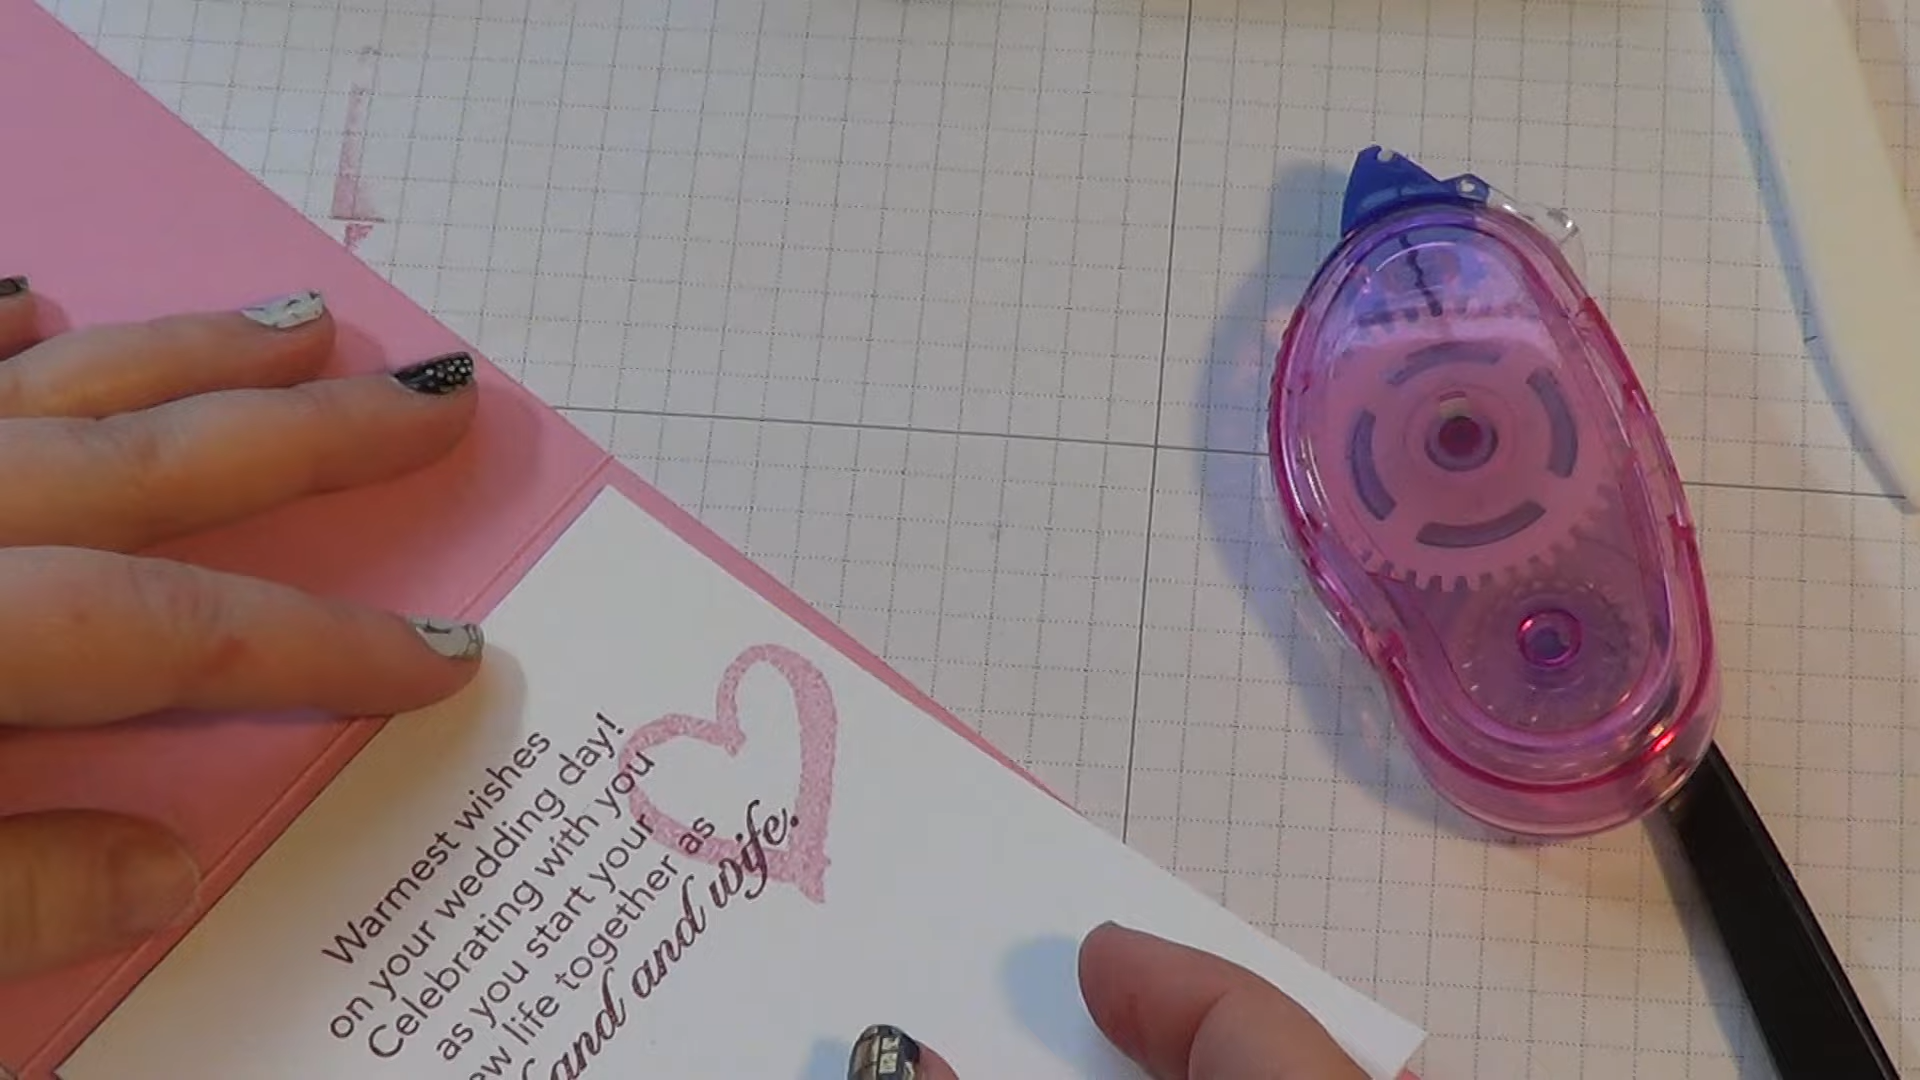 Warmest wishes
on your wedding day!
Celebrating with you
as you start your
life together as
and wife.